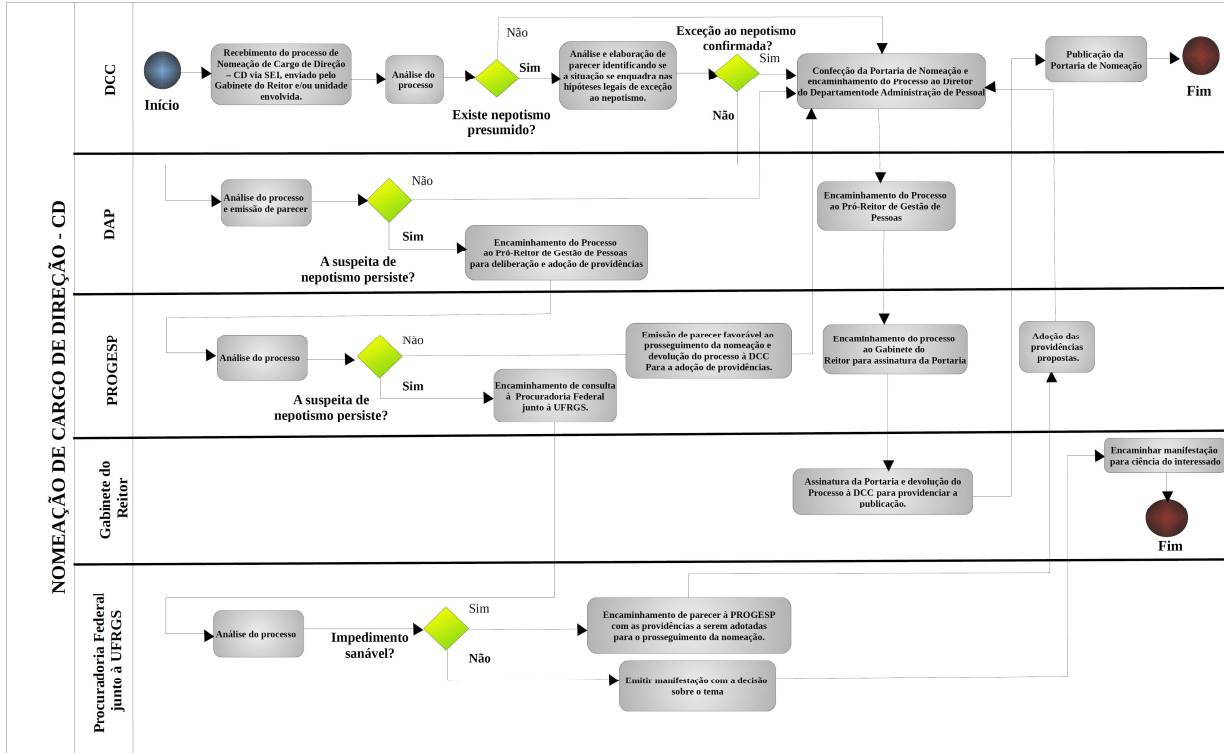 NOMEAÇÃO DE CARGO DE DIREÇÃO - CD
DCC
Início
Recebimento do processo de
Nomeação de Cargo de Direção
– CD via SEI, enviado pelo
Gabinete do Reitor e/ou unidade
envolvida.
Análise do
processo
Não
Sim
Existe nepotismo
presumido?
Análise e elaboração de
parecer identificando se
a situação se enquadra nas
hipóteses legais de exceção
ao nepotismo.
Exceção ao nepotismo
confirmada?
Sim
Não
Confecção da Portaria de Nomeação e
encaminhamento do Processo ao Diretor
do Departamentode Administração de Pessoal
Publicação da
Portaria de Nomeação
Fim
DAP
Análise do processo
e emissão de parecer
Não
Sim
A suspeita de
nepotismo persiste?
Encaminhamento do Processo
ao Pró-Reitor de Gestão de Pessoas
para deliberação e adoção de providências
Encaminhamento do Processo
ao Pró-Reitor de Gestão de
Pessoas
PROGESP
Análise do processo
Não
Sim
A suspeita de
nepotismo persiste?
Encaminhamento de consulta
à Procuradoria Federal
junto à UFRGS.
Emissão de parecer favorável ao
prosseguimento da nomeação e
devolução do processo à DCC
Para a adoção de providências.
Encaminhamento do processo
ao Gabinete do
Reitor para assinatura da Portaria
Adoção das
providências
propostas.
Gabinete do
Reitor
Assinatura da Portaria e devolução do
Processo à DCC para providenciar a
publicação.
Encaminhar manifestação
para ciência do interessado
Fim
Procuradoria Federal
junto à UFRGS
Análise do processo
Impedimento
sanável?
Sim
Não
Encaminhamento de parecer à PROGESP
com as providências a serem adotadas
para o prosseguimento da nomeação.
Emitir manifestação com a decisão
sobre o tema